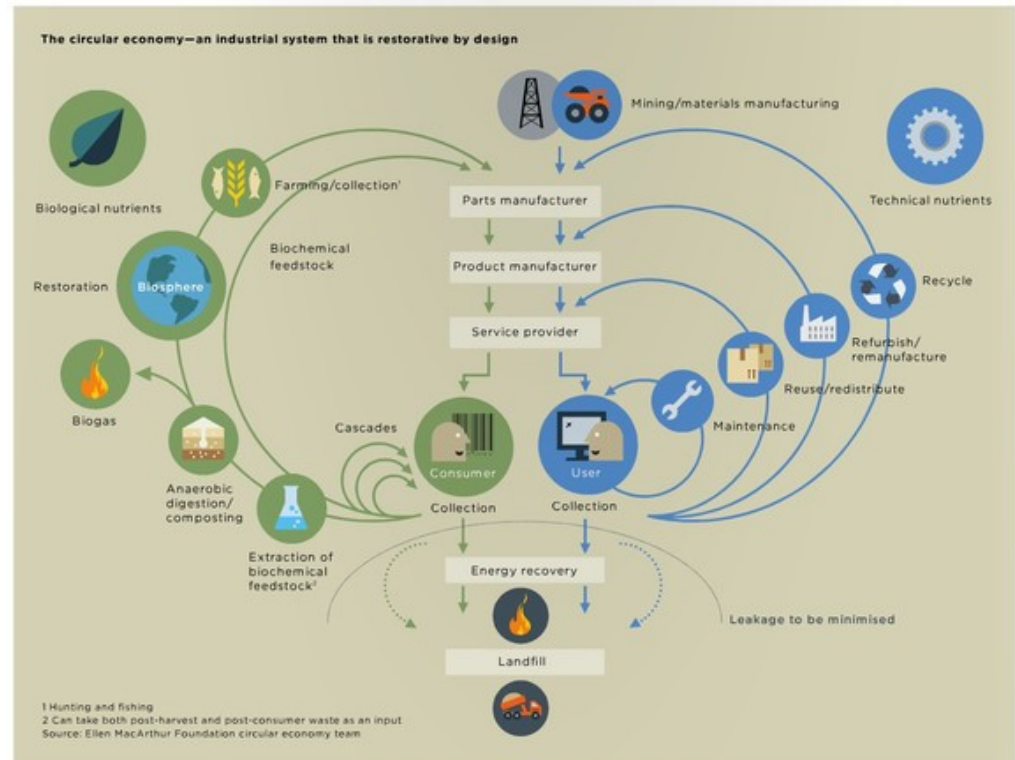 The circular economy—an industrial system that is restorative by design
Mining/materials manufacturing
Biological nutrients
Farming/collection¹
Parts manufacturer
Technical nutrients
Biochemical
feedstock
Restoration
Biosphere
Product manufacturer
Recycle
Service provider
Refurbish/
remanufacture
Reuse/redistribute
Biogas
Cascades
Maintenance
Consumer
User
Collection
Collection
Anaerobic
digestion/
composting
Extraction of
biochemical
feedstock²
Energy recovery
Leakage to be minimised
Landfill
1 Hunting and fishing
2 Can take both post-harvest and post-consumer waste as an input
Source: Ellen MacArthur Foundation circular economy team